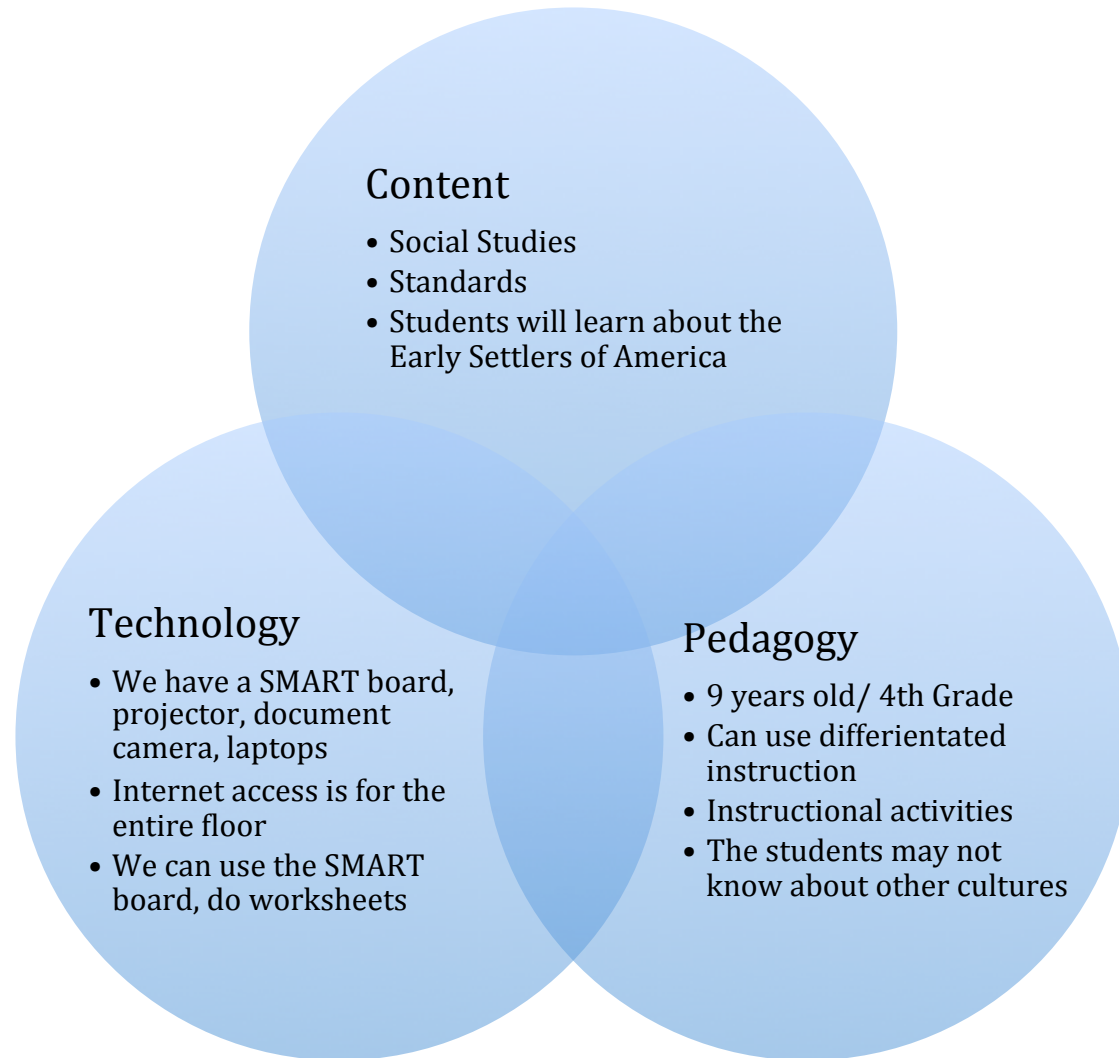 Content
• Social Studies
• Standards
• Students will learn about the
Early Settlers of America
Technology
• We have a SMART board,
projector, document
camera, laptops
• Internet access is for the
entire floor
• We can use the SMART
board, do worksheets
Pedagogy
• 9 years old/ 4th Grade
• Can use differientated
instruction
• Instructional activities
• The students may not
know about other cultures